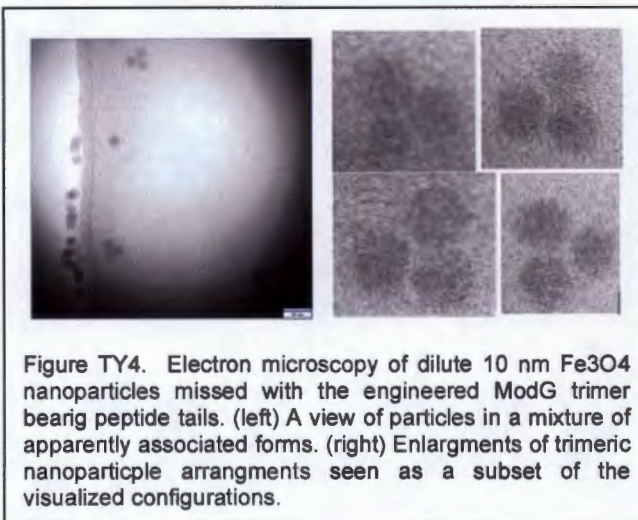 Figure TY4. Electron microscopy of dilute 10 nm Fe3O4
nanoparticles missed with the engineered ModG trimer
bearig peptide tails. (left) A view of particles in a mixture of
apparently associated forms. (right) Enlargments of trimeric
nanoparticple arrangments seen as a subset of the
visualized configurations.